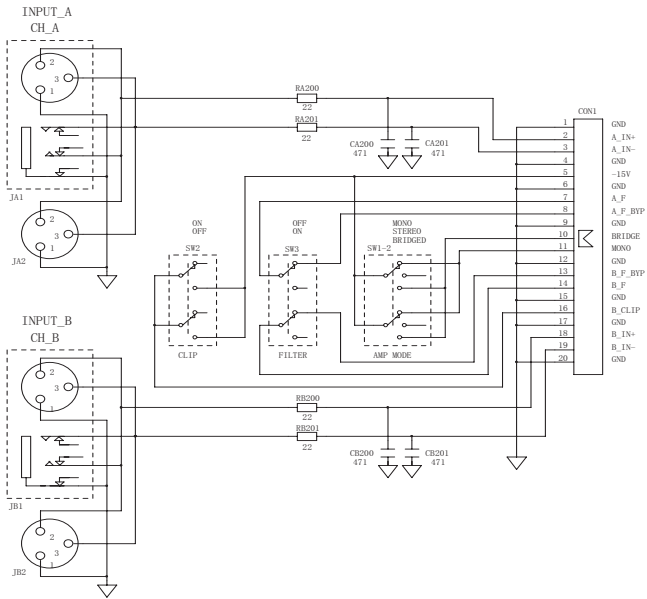 INPUT_A
CH_A
2
3
1
JA1
2
3
1
JA2
RA200
22
RA201
22
CA200
471
CA201
471
ON
OFF
SW2
CLIP
OFF
ON
SW3
FILTER
MONO
STEREO
BRIDGED
SW1-2
AMP MODE
CON1
1 GND
2 A_IN+
3 A_IN-
4 GND
5 -15V
6 GND
7 A_F
8 A_F_BYP
9 GND
10 BRIDGE
11 MONO
12 GND
13 B_F_BYP
14 B_F
15 GND
16 B_CLIP
17 GND
18 B_IN+
19 B_IN-
20 GND
INPUT_B
CH_B
2
3
1
JB1
2
3
1
JB2
RB200
22
RB201
22
CB200
471
CB201
471